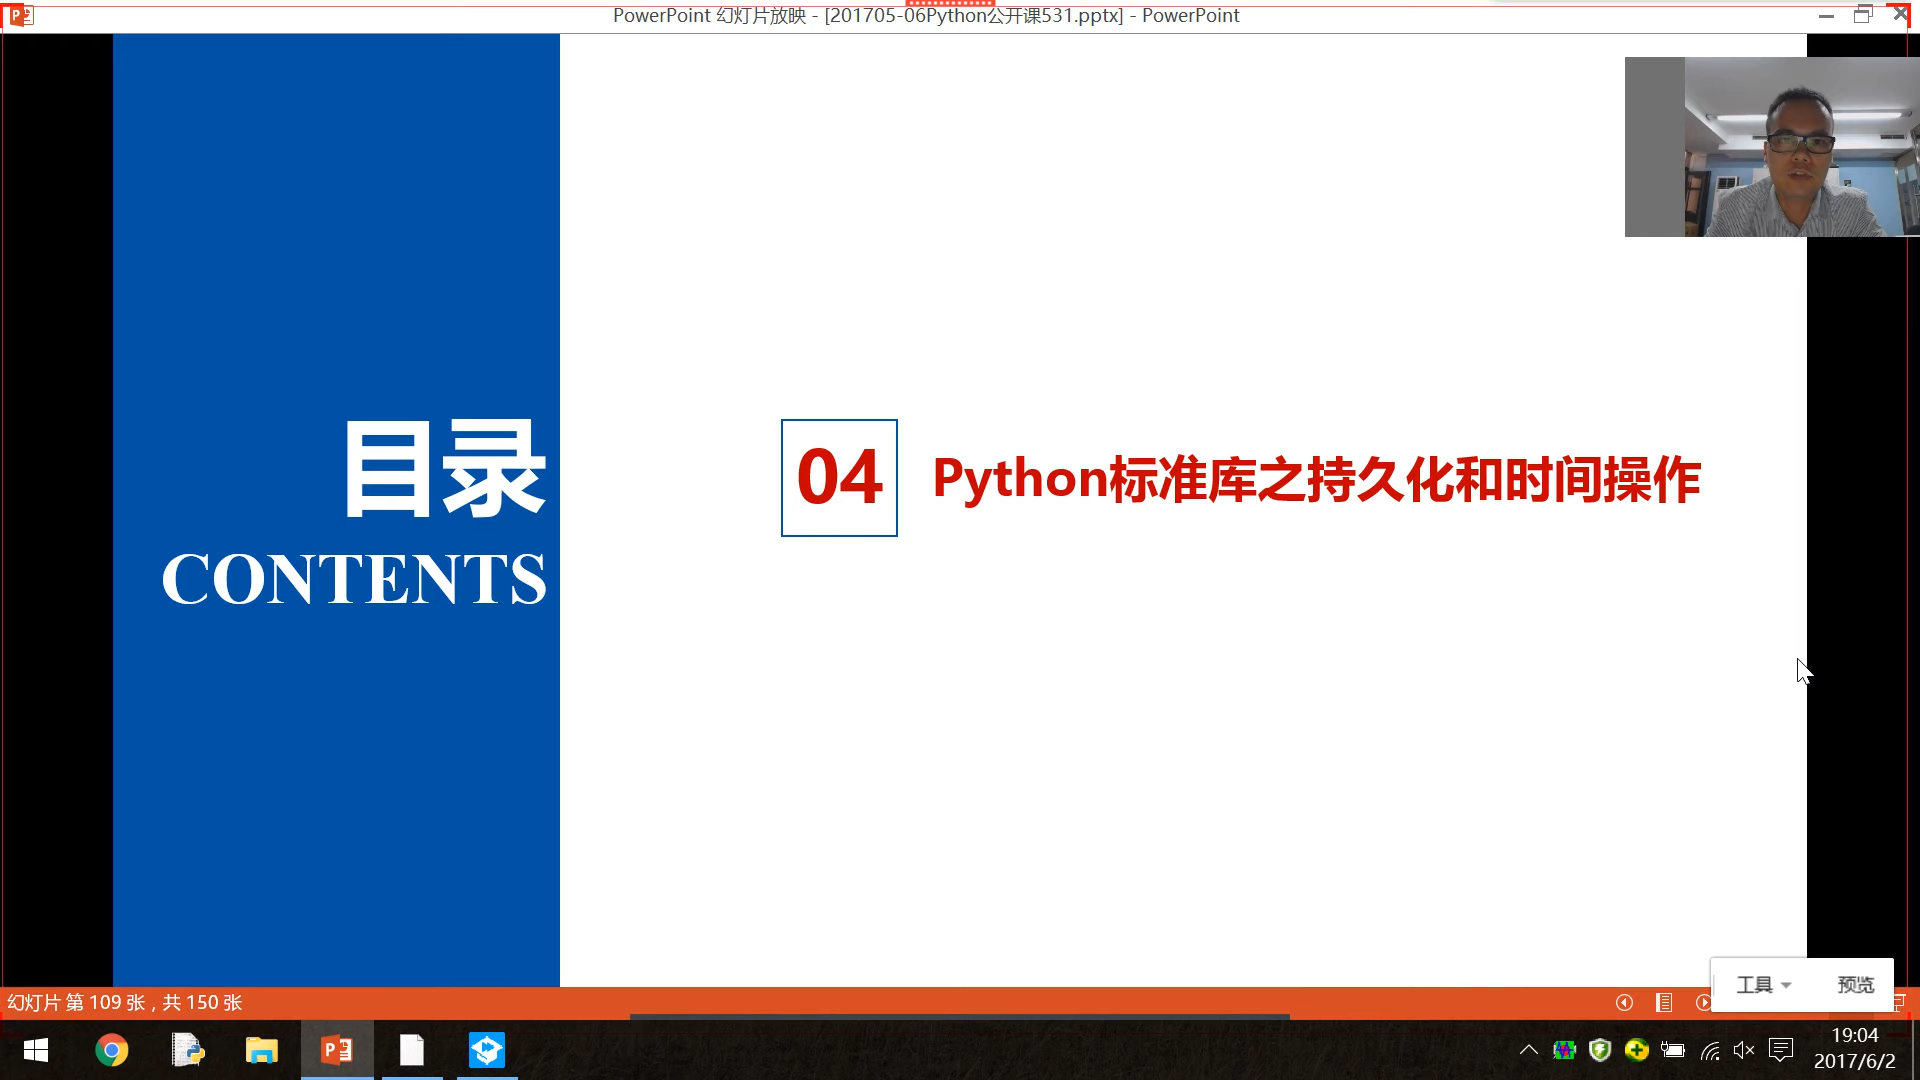 PowerPoint 幻灯片放映 - [201705-06Python公开课531.pptx] - PowerPoint
目录
CONTENTS
04
Python标准库之持久化和时间操作
工具
预览
幻灯片 第 109 张 , 共 150 张
19:04
2017/6/2